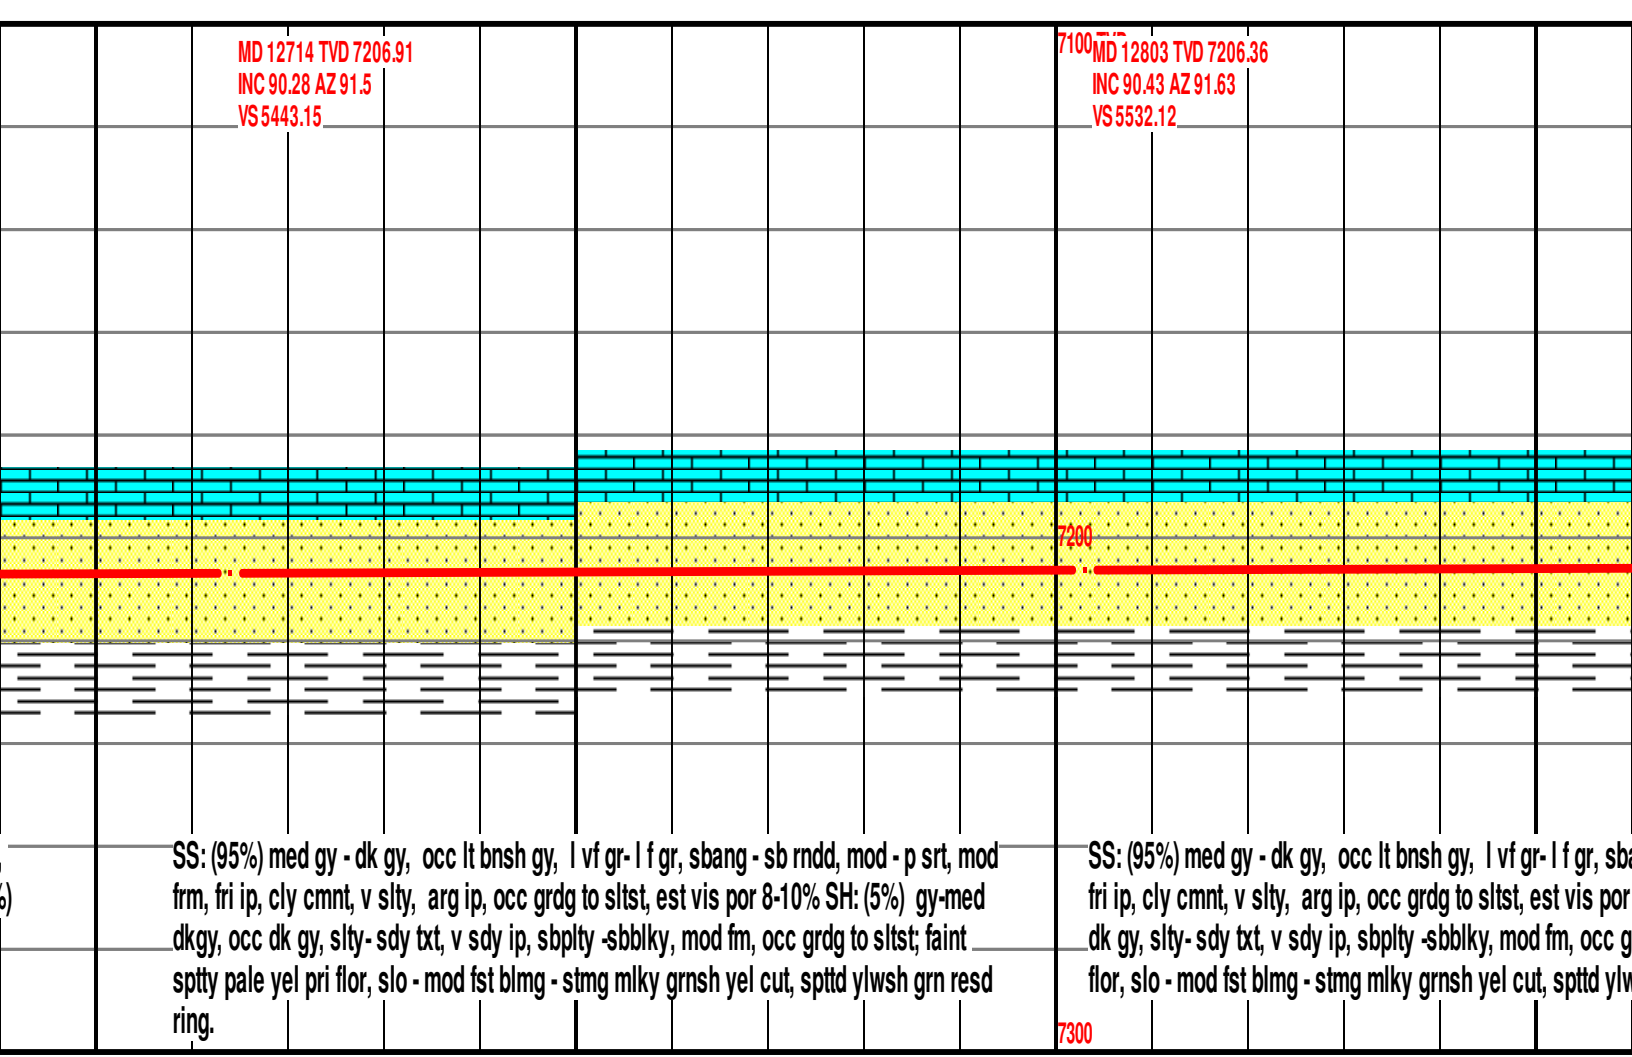 MD 12714 TVD 7206.91
INC 90.28 AZ 91.5
VS 5443.15
7100 TVD
MD 12803 TVD 7206.36
INC 90.43 AZ 91.63
VS 5532.12
7200
%)
SS: (95%) med gy - dk gy, occ lt bnsh gy, l vf gr- l f gr, sbang - sb rndd, mod - p srt, mod
frm, fri ip, cly cmnt, v slty, arg ip, occ grdg to sltst, est vis por 8-10% SH: (5%) gy-med
dkgy, occ dk gy, slty- sdy txt, v sdy ip, sbplty -sbblky, mod fm, occ grdg to sltst; faint
sptty pale yel pri flor, slo - mod fst blmg - stmg mlky grnsh yel cut, spttd ylwsh grn resd
ring.
SS: (95%) med gy - dk gy, occ lt bnsh gy, l vf gr- l f gr, sba
fri ip, cly cmnt, v slty, arg ip, occ grdg to sltst, est vis por
dk gy, slty- sdy txt, v sdy ip, sbplty -sbblky, mod fm, occ g
flor, slo - mod fst blmg - stmg mlky grnsh yel cut, spttd ylw
7300